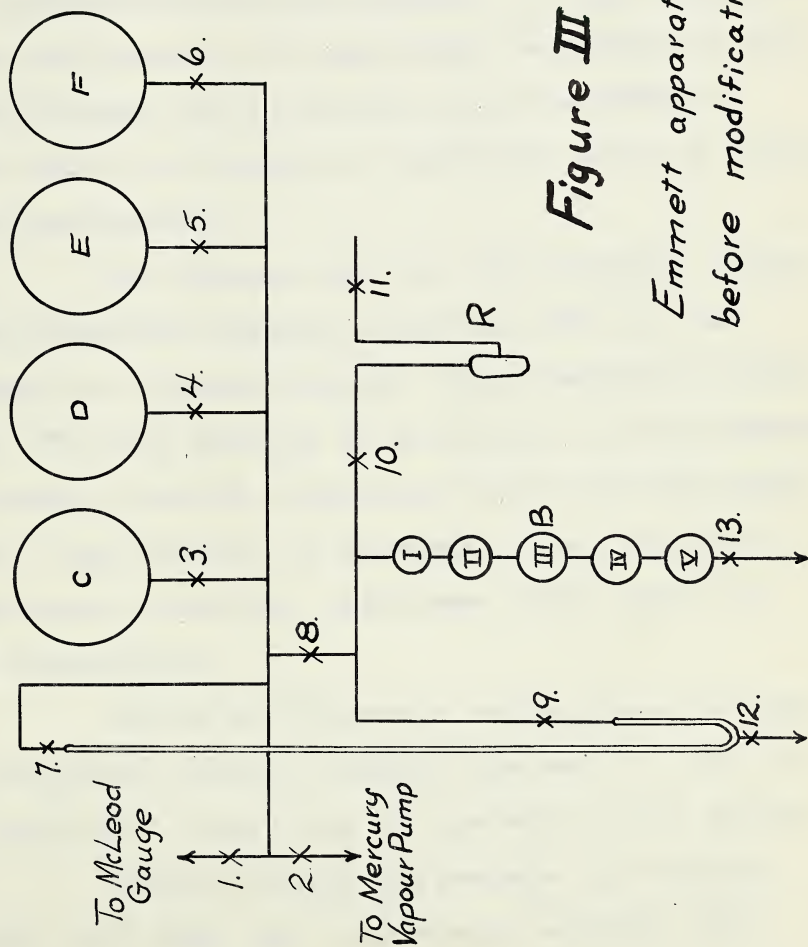 C
D
E
F
3.
4.
5.
6.
7.
To McLeod
Gauge
1.
2.
To Mercury
Vapour Pump
8.
9.
10.
11.
R
I
II
III
B
IV
V
12.
13.
Figure III
Emmett apparat
before modificati